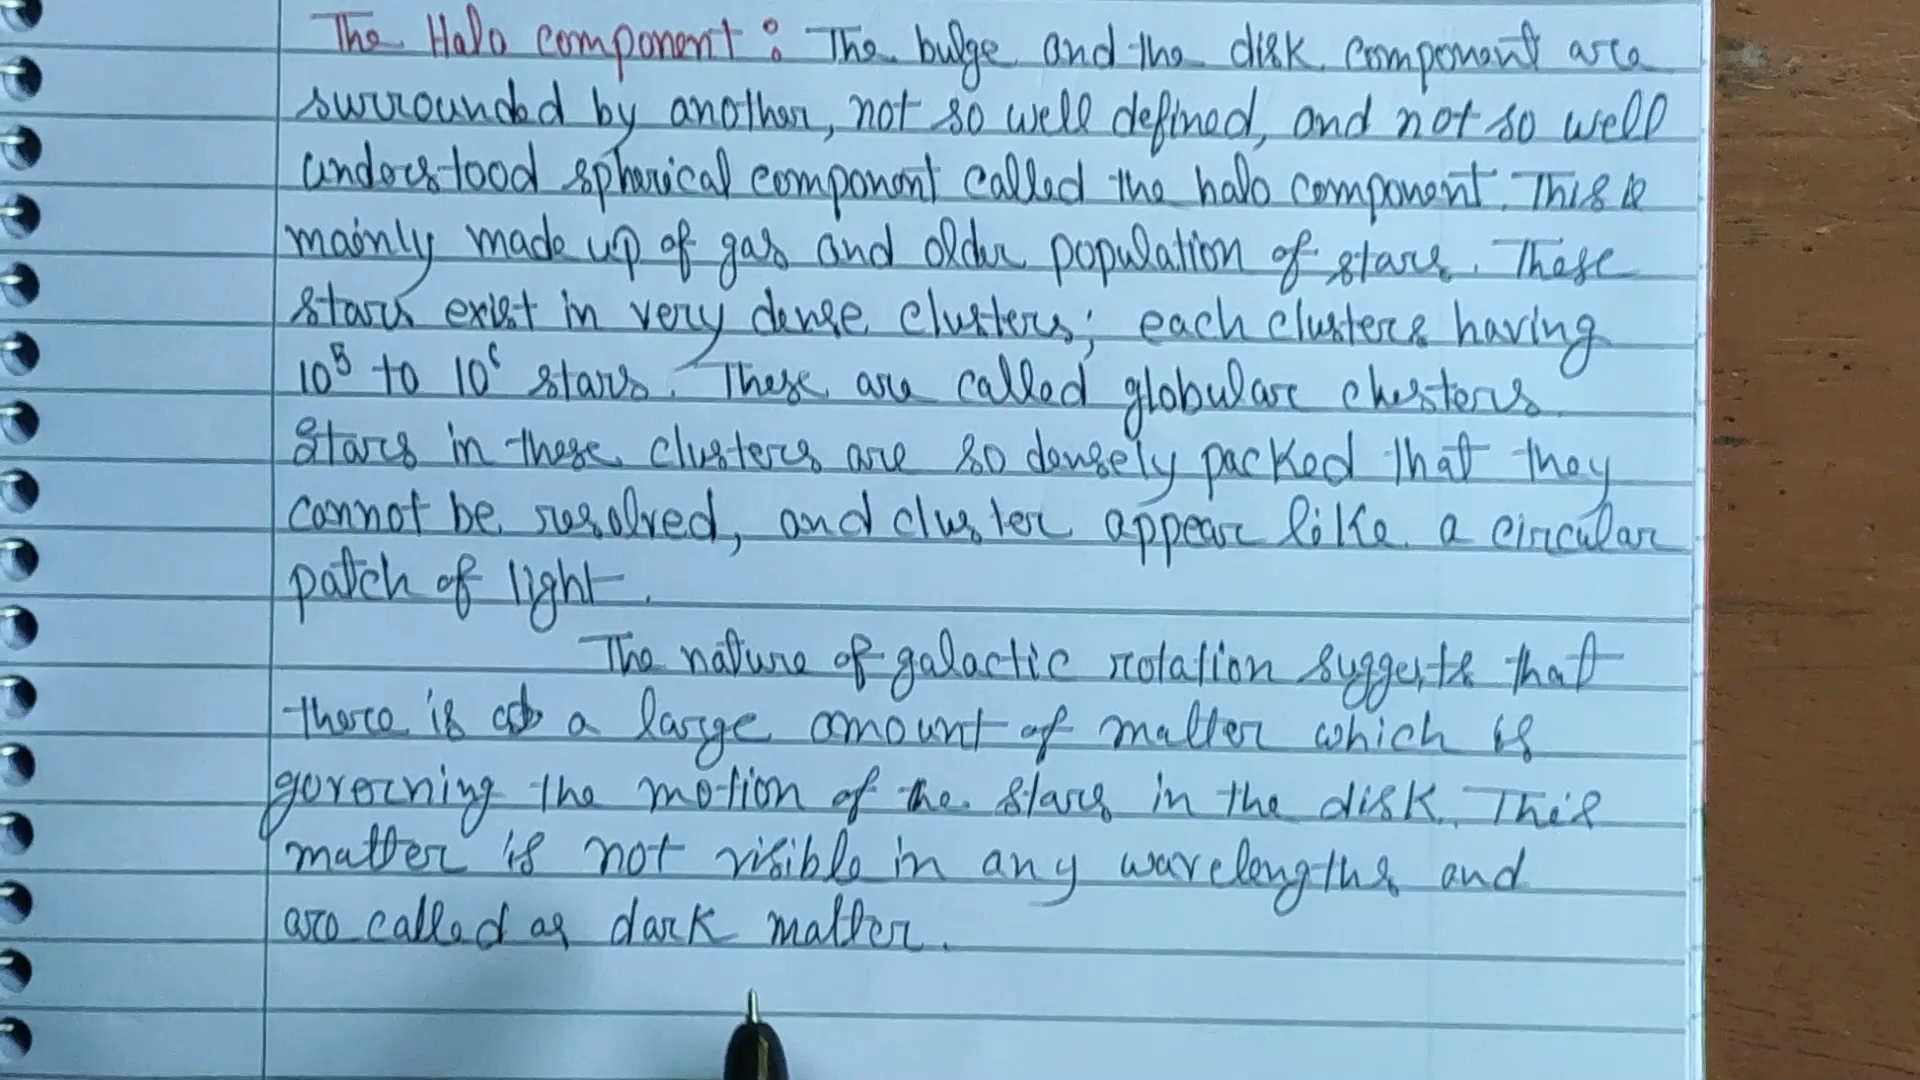 The Halo component : The bulge and the disk component are
surrounded by another, not so well defined, and not so well
understood spherical component called the halo component. This is
mainly made up of gas and older population of stars. These
stars exist in very dense clusters; each clusters having
10⁵ to 10⁶ stars. These are called globular clusters.
Stars in these clusters are so densely packed that they
cannot be resolved, and cluster appear like a circular
patch of light.
The nature of galactic rotation suggests that
there is a large amount of matter which is
governing the motion of the stars in the disk. This
matter is not visible in any wavelengths and
are called as dark matter.